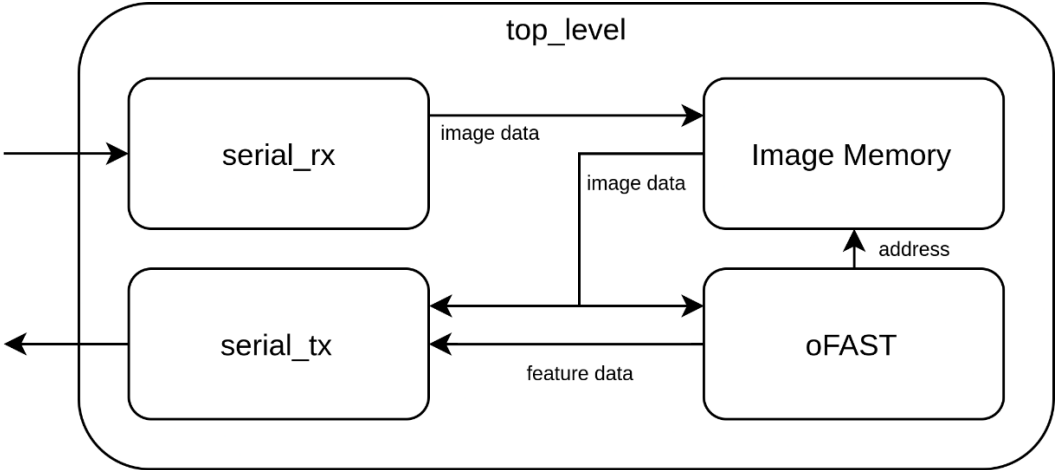 top_level
serial_rx
image data
Image Memory
image data
address
serial_tx
oFAST
feature data